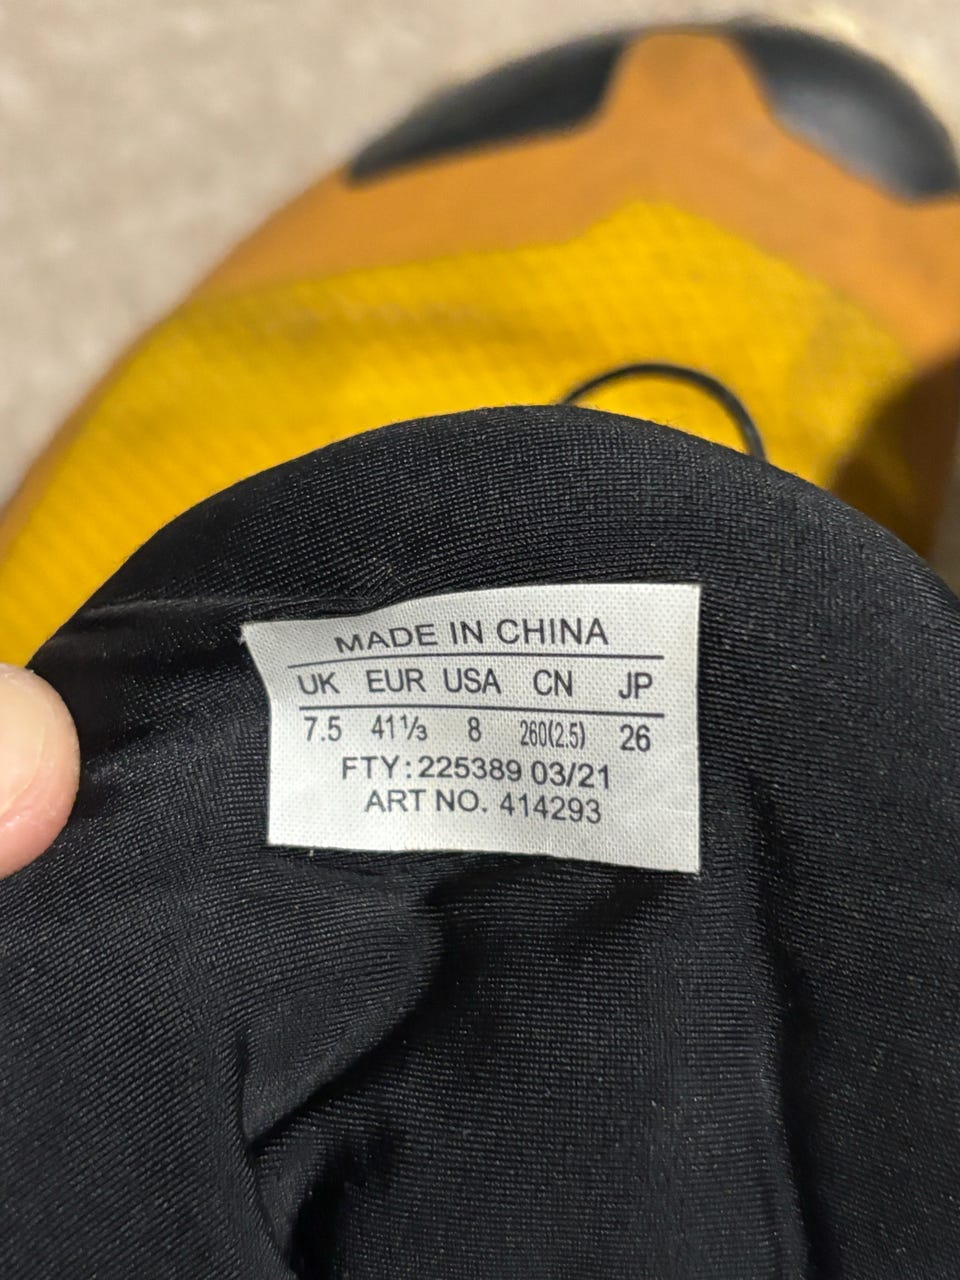 MADE IN CHINA
UK EUR USA CN JP
7.5 41⅓ 8 260(2.5) 26
FTY: 225389 03/21
ART NO. 414293